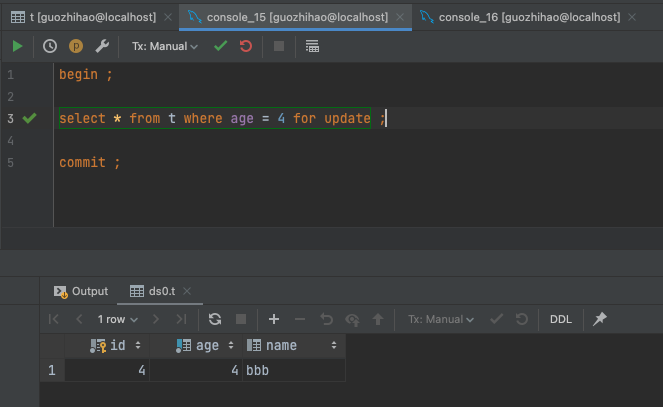 t [guozhihao@localhost] console_15 [guozhihao@localhost] console_16 [guozhihao@localhost]
p Tx: Manual
1 begin ;
2
3 select * from t where age = 4 for update ;
4
5 commit ;
Output ds0.t
1 row Tx: Manual DDL
id age name
1 4 4 bbb